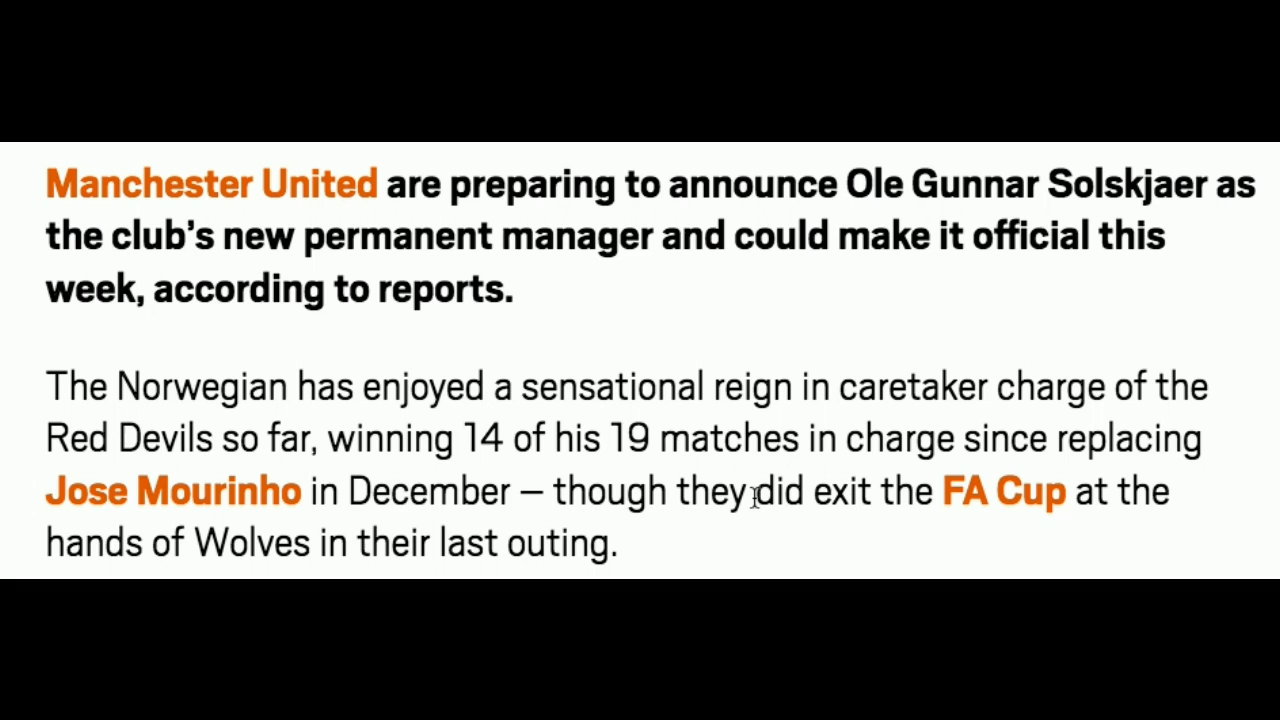 Manchester United are preparing to announce Ole Gunnar Solskjaer as
the club’s new permanent manager and could make it official this
week, according to reports.
The Norwegian has enjoyed a sensational reign in caretaker charge of the
Red Devils so far, winning 14 of his 19 matches in charge since replacing
Jose Mourinho in December – though they did exit the FA Cup at the
hands of Wolves in their last outing.